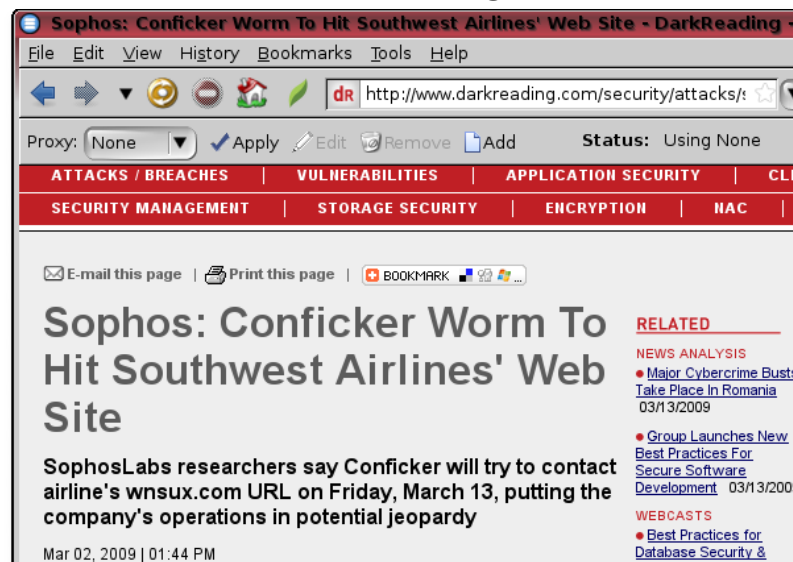 Sophos: Conficker Worm To Hit Southwest Airlines' Web Site - DarkReading -
File Edit View History Bookmarks Tools Help
dR http://www.darkreading.com/security/attacks/
Proxy: None Apply Edit Remove Add Status: Using None
ATTACKS / BREACHES | VULNERABILITIES | APPLICATION SECURITY | CL
SECURITY MANAGEMENT | STORAGE SECURITY | ENCRYPTION | NAC |
E-mail this page | Print this page | BOOKMARK ...
Sophos: Conficker Worm To
Hit Southwest Airlines' Web
Site
SophosLabs researchers say Conficker will try to contact
airline's wnsux.com URL on Friday, March 13, putting the
company's operations in potential jeopardy
Mar 02, 2009 | 01:44 PM
RELATED
NEWS ANALYSIS
• Major Cybercrime Busts
Take Place In Romania
03/13/2009
• Group Launches New
Best Practices For
Secure Software
Development 03/13/200
WEBCASTS
• Best Practices for
Database Security &